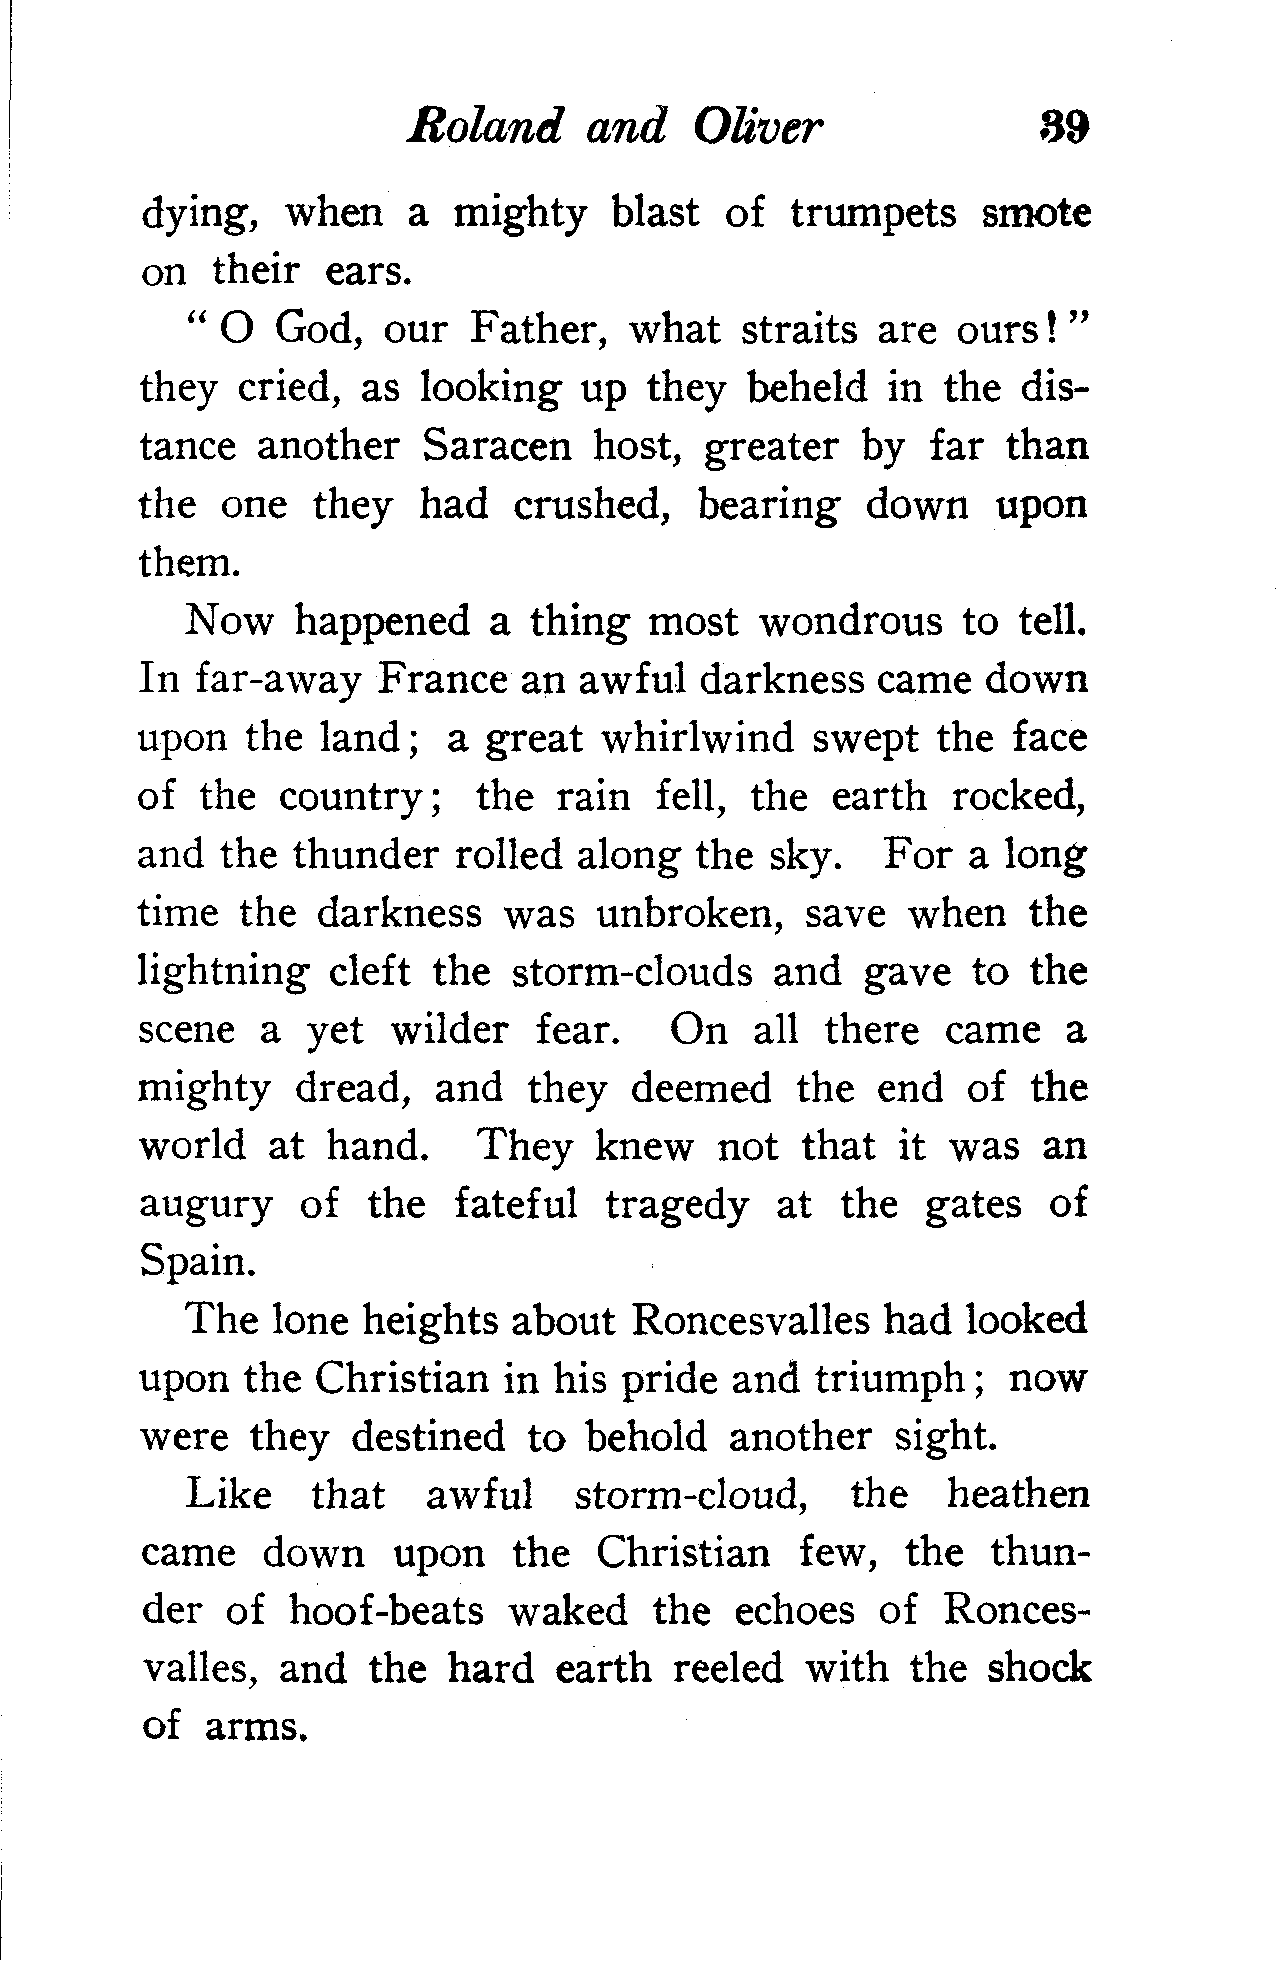 Roland and Oliver 39
dying, when a mighty blast of trumpets smote
on their ears.
“ O God, our Father, what straits are ours! ”
they cried, as looking up they beheld in the dis-
tance another Saracen host, greater by far than
the one they had crushed, bearing down upon
them.
Now happened a thing most wondrous to tell.
In far-away France an awful darkness came down
upon the land; a great whirlwind swept the face
of the country; the rain fell, the earth rocked,
and the thunder rolled along the sky. For a long
time the darkness was unbroken, save when the
lightning cleft the storm-clouds and gave to the
scene a yet wilder fear. On all there came a
mighty dread, and they deemed the end of the
world at hand. They knew not that it was an
augury of the fateful tragedy at the gates of
Spain.
The lone heights about Roncesvalles had looked
upon the Christian in his pride and triumph; now
were they destined to behold another sight.
Like that awful storm-cloud, the heathen
came down upon the Christian few, the thun-
der of hoof-beats waked the echoes of Ronces-
valles, and the hard earth reeled with the shock
of arms.